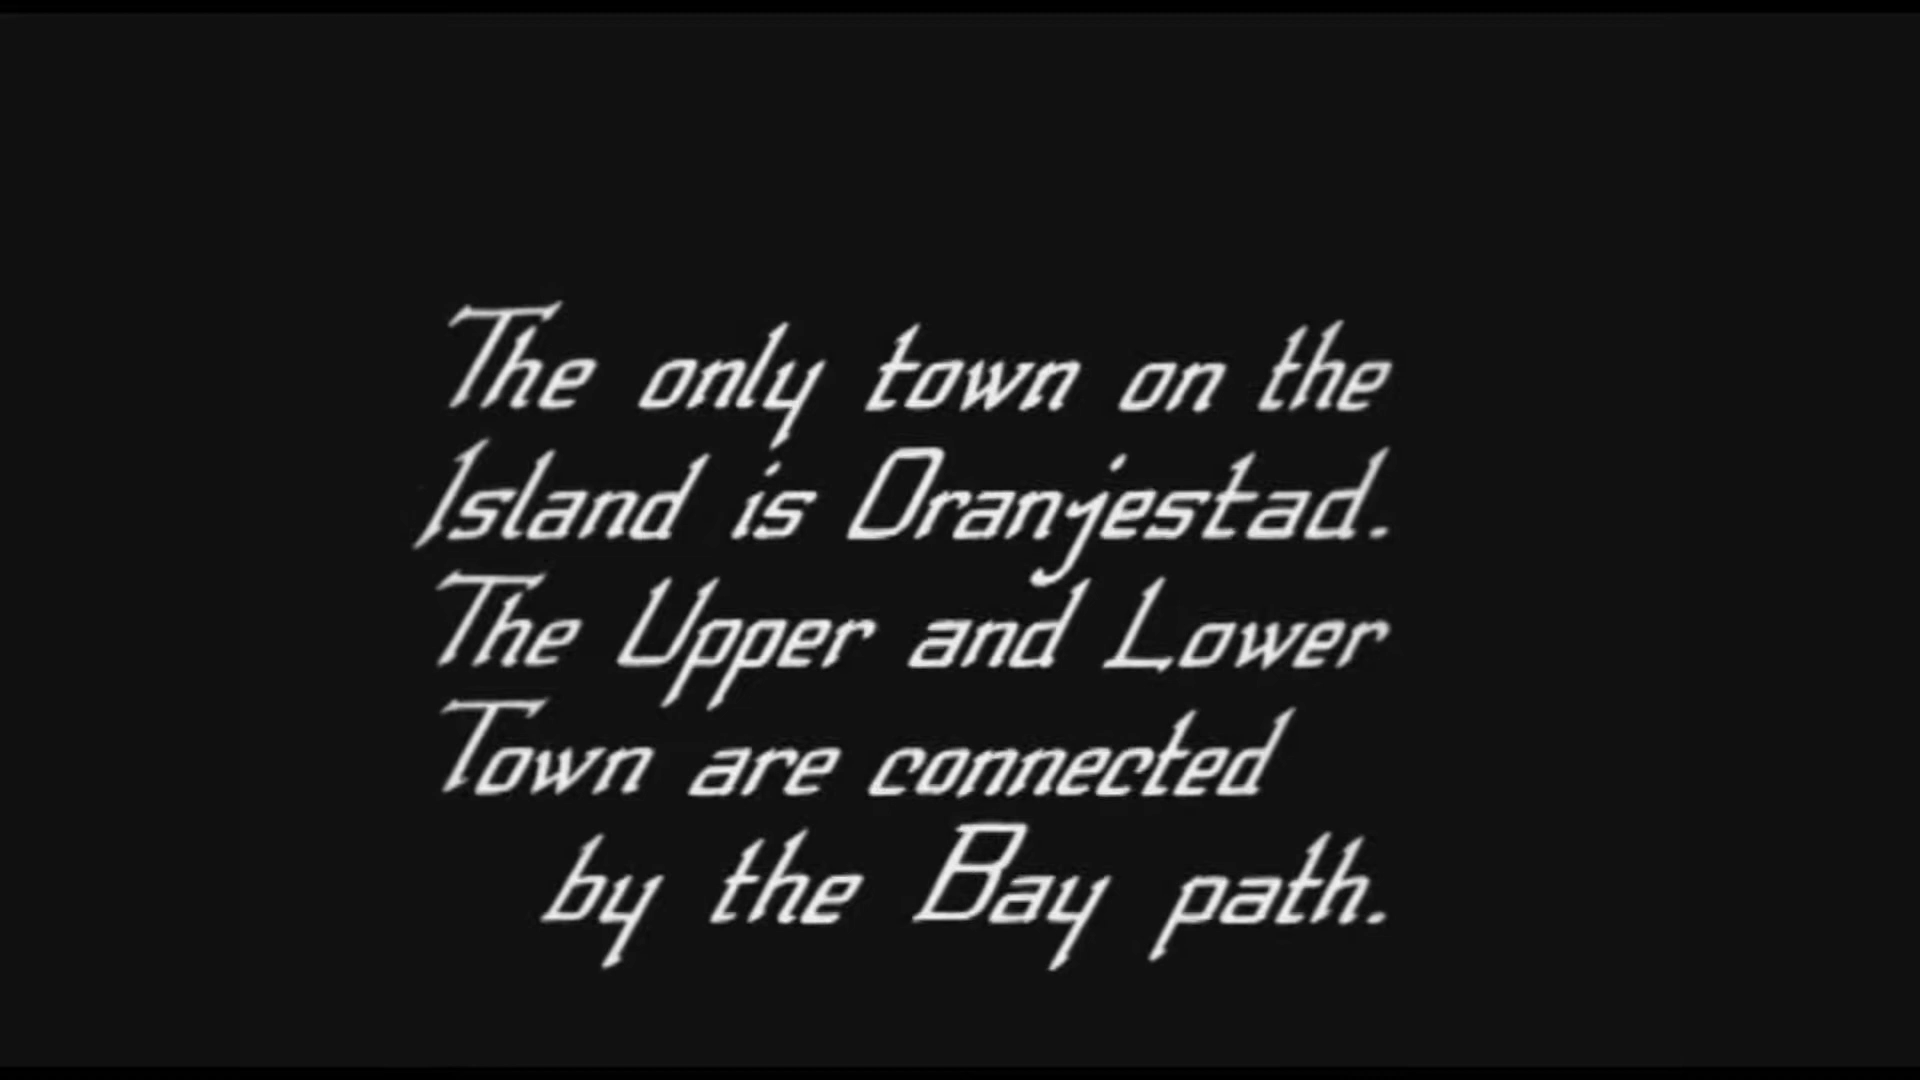 The only town on the
Island is Oranjestad.
The Upper and Lower
Town are connected
by the Bay path.